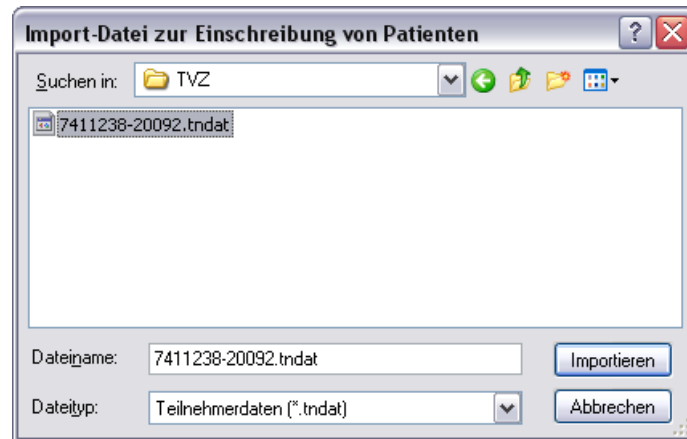 Import-Datei zur Einschreibung von Patienten
Suchen in: TVZ
7411238-20092.tndat
Dateiname: 7411238-20092.tndat Importieren
Dateityp: Teilnehmerdaten (*.tndat) Abbrechen